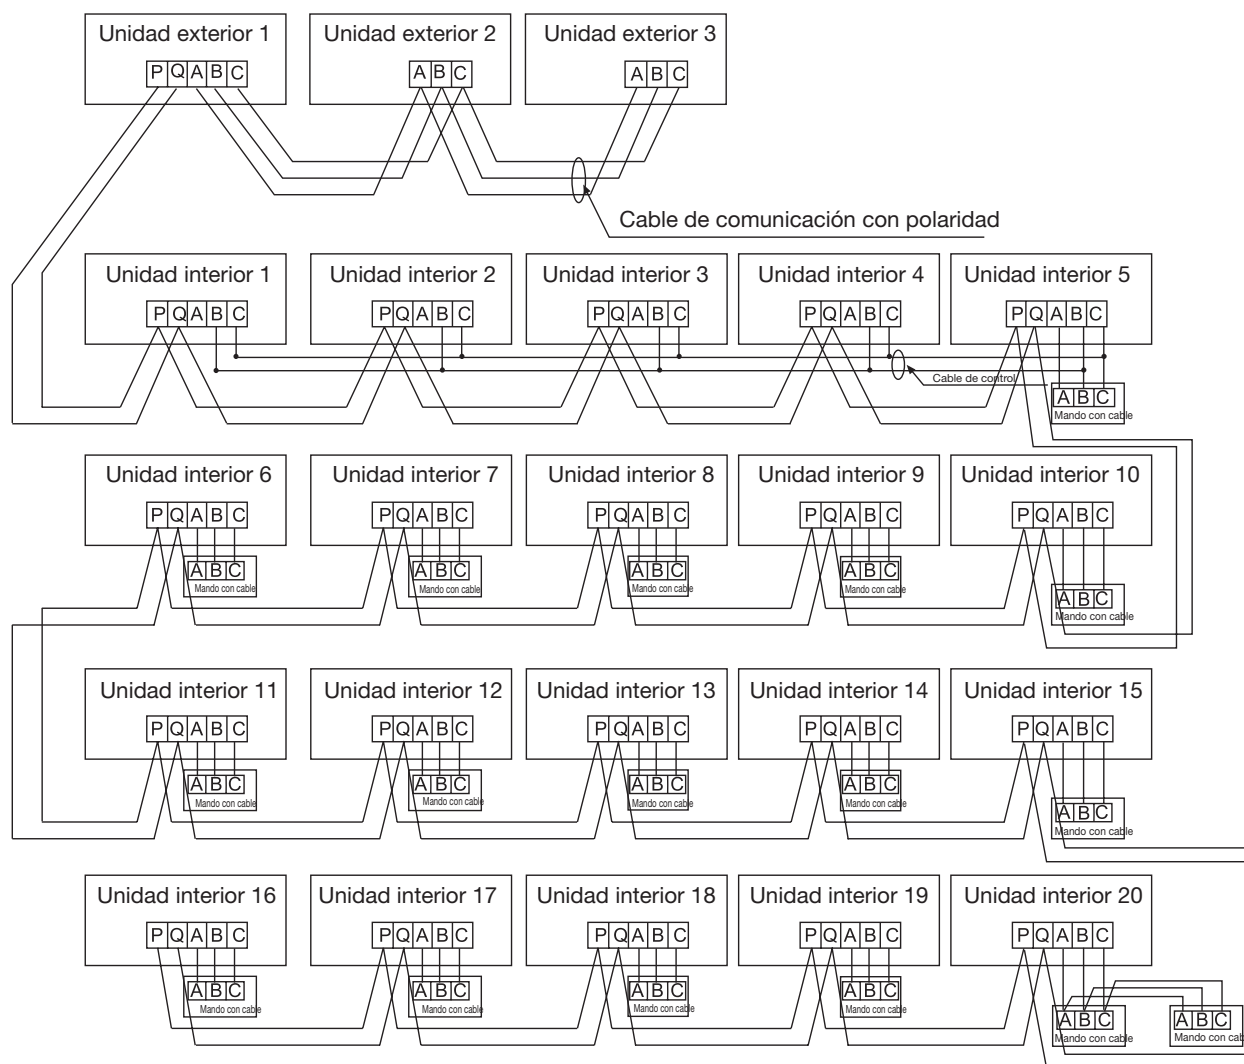 Unidad exterior 1 Unidad exterior 2 Unidad exterior 3
P Q A B C A B C A B C
Cable de comunicación con polaridad
Unidad interior 1 Unidad interior 2 Unidad interior 3 Unidad interior 4 Unidad interior 5
P Q A B C P Q A B C P Q A B C P Q A B C P Q A B C
Cable de control
A B C
Mando con cable
Unidad interior 6 Unidad interior 7 Unidad interior 8 Unidad interior 9 Unidad interior 10
P Q A B C P Q A B C P Q A B C P Q A B C P Q A B C
A B C A B C A B C A B C A B C
Mando con cable Mando con cable Mando con cable Mando con cable Mando con cable
Unidad interior 11 Unidad interior 12 Unidad interior 13 Unidad interior 14 Unidad interior 15
P Q A B C P Q A B C P Q A B C P Q A B C P Q A B C
A B C A B C A B C A B C A B C
Mando con cable Mando con cable Mando con cable Mando con cable Mando con cable
Unidad interior 16 Unidad interior 17 Unidad interior 18 Unidad interior 19 Unidad interior 20
P Q A B C P Q A B C P Q A B C P Q A B C P Q A B C
A B C A B C A B C A B C A B C A B C
Mando con cable Mando con cable Mando con cable Mando con cable Mando con cable Mando con